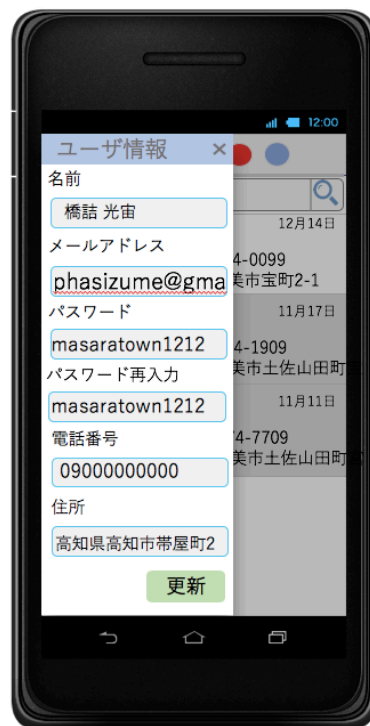 12:00
ユーザ情報 ×
名前
橋詰 光宙
メールアドレス
phasizume@gma
パスワード
masaratown1212
パスワード再入力
masaratown1212
電話番号
09000000000
住所
高知県高知市帯屋町2
更新
12月14日
4-0099
美市宝町2-1
11月17日
4-1909
美市土佐山田町
11月11日
4-7709
美市土佐山田町